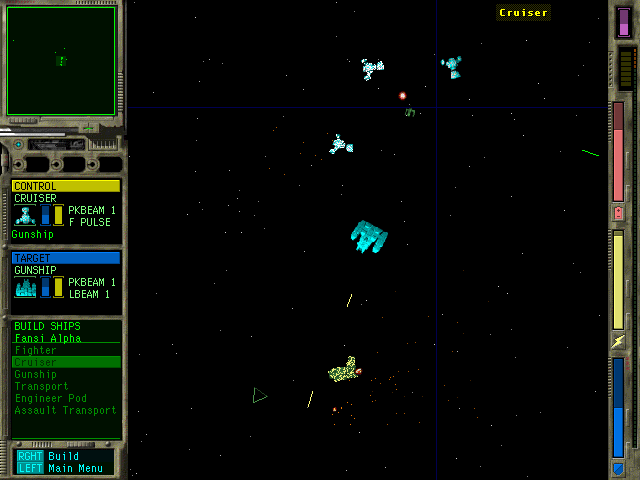 Cruiser
CONTROL
CRUISER
PKBEAM 1
F PULSE
Gunship
TARGET
GUNSHIP
PKBEAM 1
LBEAM 1
BUILD SHIPS
Fansi Alpha
Fighter
Cruiser
Gunship
Transport
Engineer Pod
Assault Transport
RGHT Build
LEFT Main Menu